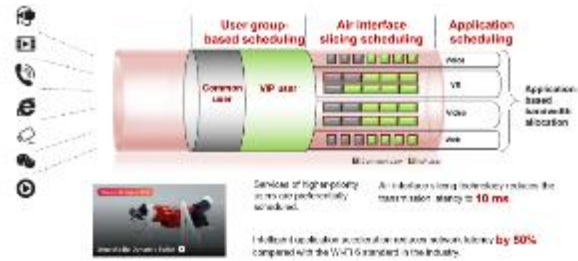 User group-
based scheduling
Air interface
slicing scheduling
Application
scheduling
Common
user
VIP user
Voice
VR
Video
Web
Application
based
bandwidth
allocation
Services of higher-priority
users are preferentially
scheduled.
Air interface slicing technology reduces the
transmission latency to 10 ms.
Intelligent application acceleration reduces network latency by 50%
compared with the Wi-Fi 6 standard in the industry.